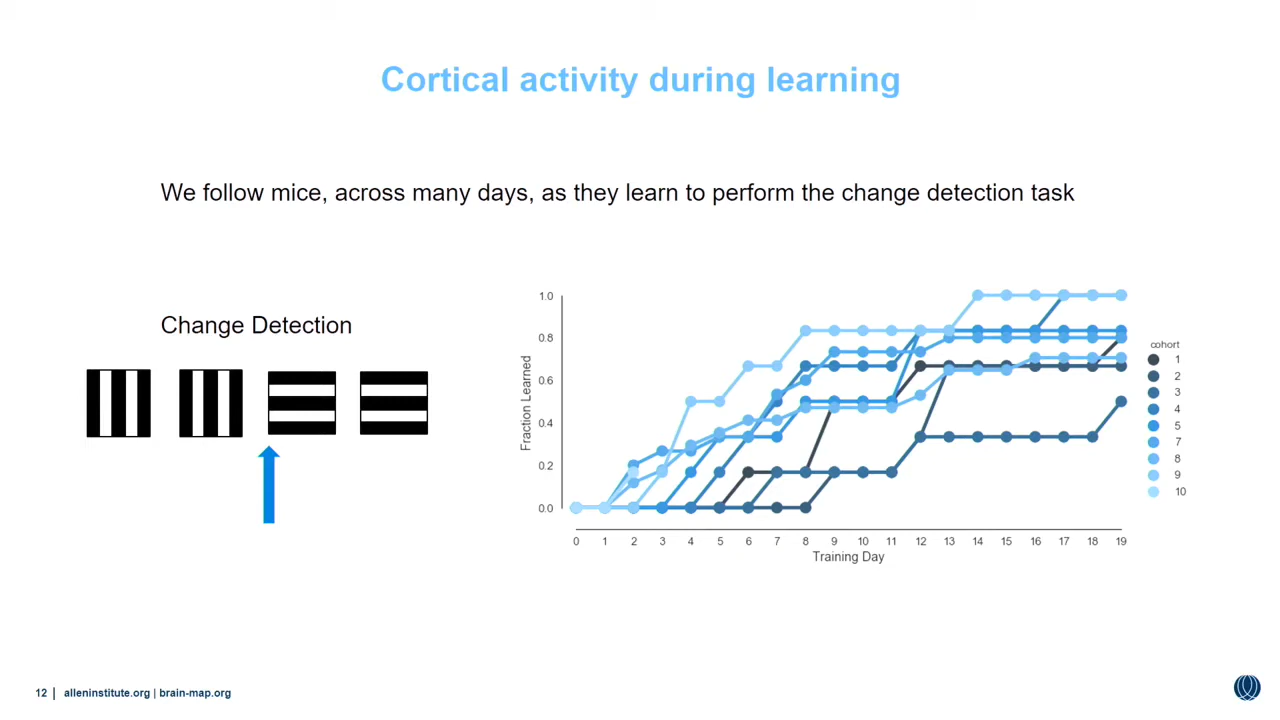 Cortical activity during learning
We follow mice, across many days, as they learn to perform the change detection task
Change Detection
Fraction Learned
1.0
0.8
0.6
0.4
0.2
0.0
0 1 2 3 4 5 6 7 8 9 10 11 12 13 14 15 16 17 18 19
Training Day
cohort
1
2
3
4
5
7
8
9
10
12 | alleninstitute.org | brain-map.org